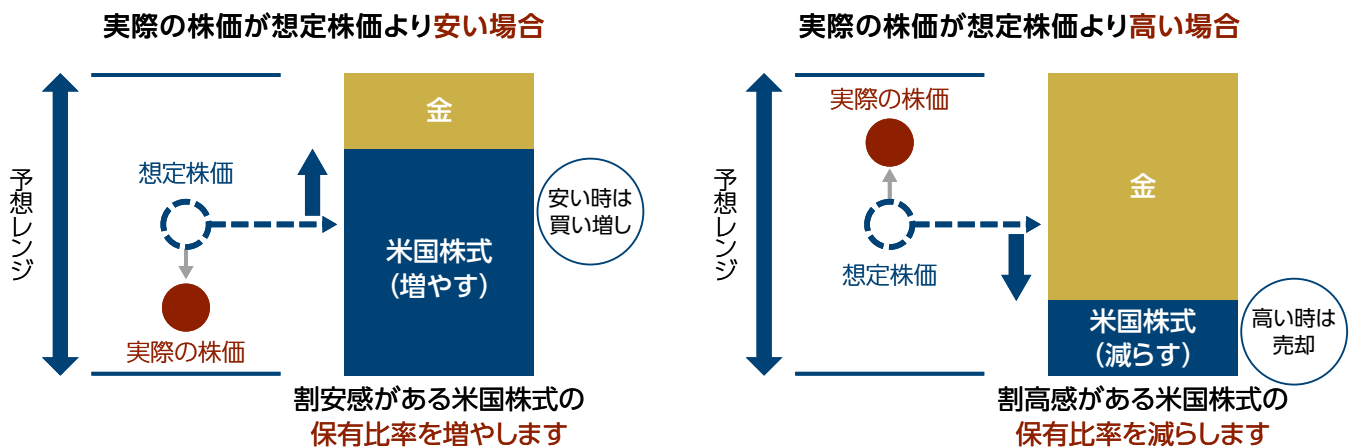 実際の株価が想定株価より安い場合
予想レンジ
想定株価
実際の株価
金
米国株式
(増やす)
安い時は
買い増し
割安感がある米国株式の
保有比率を増やします
実際の株価が想定株価より高い場合
予想レンジ
実際の株価
想定株価
金
米国株式
(減らす)
高い時は
売却
割高感がある米国株式の
保有比率を減らします